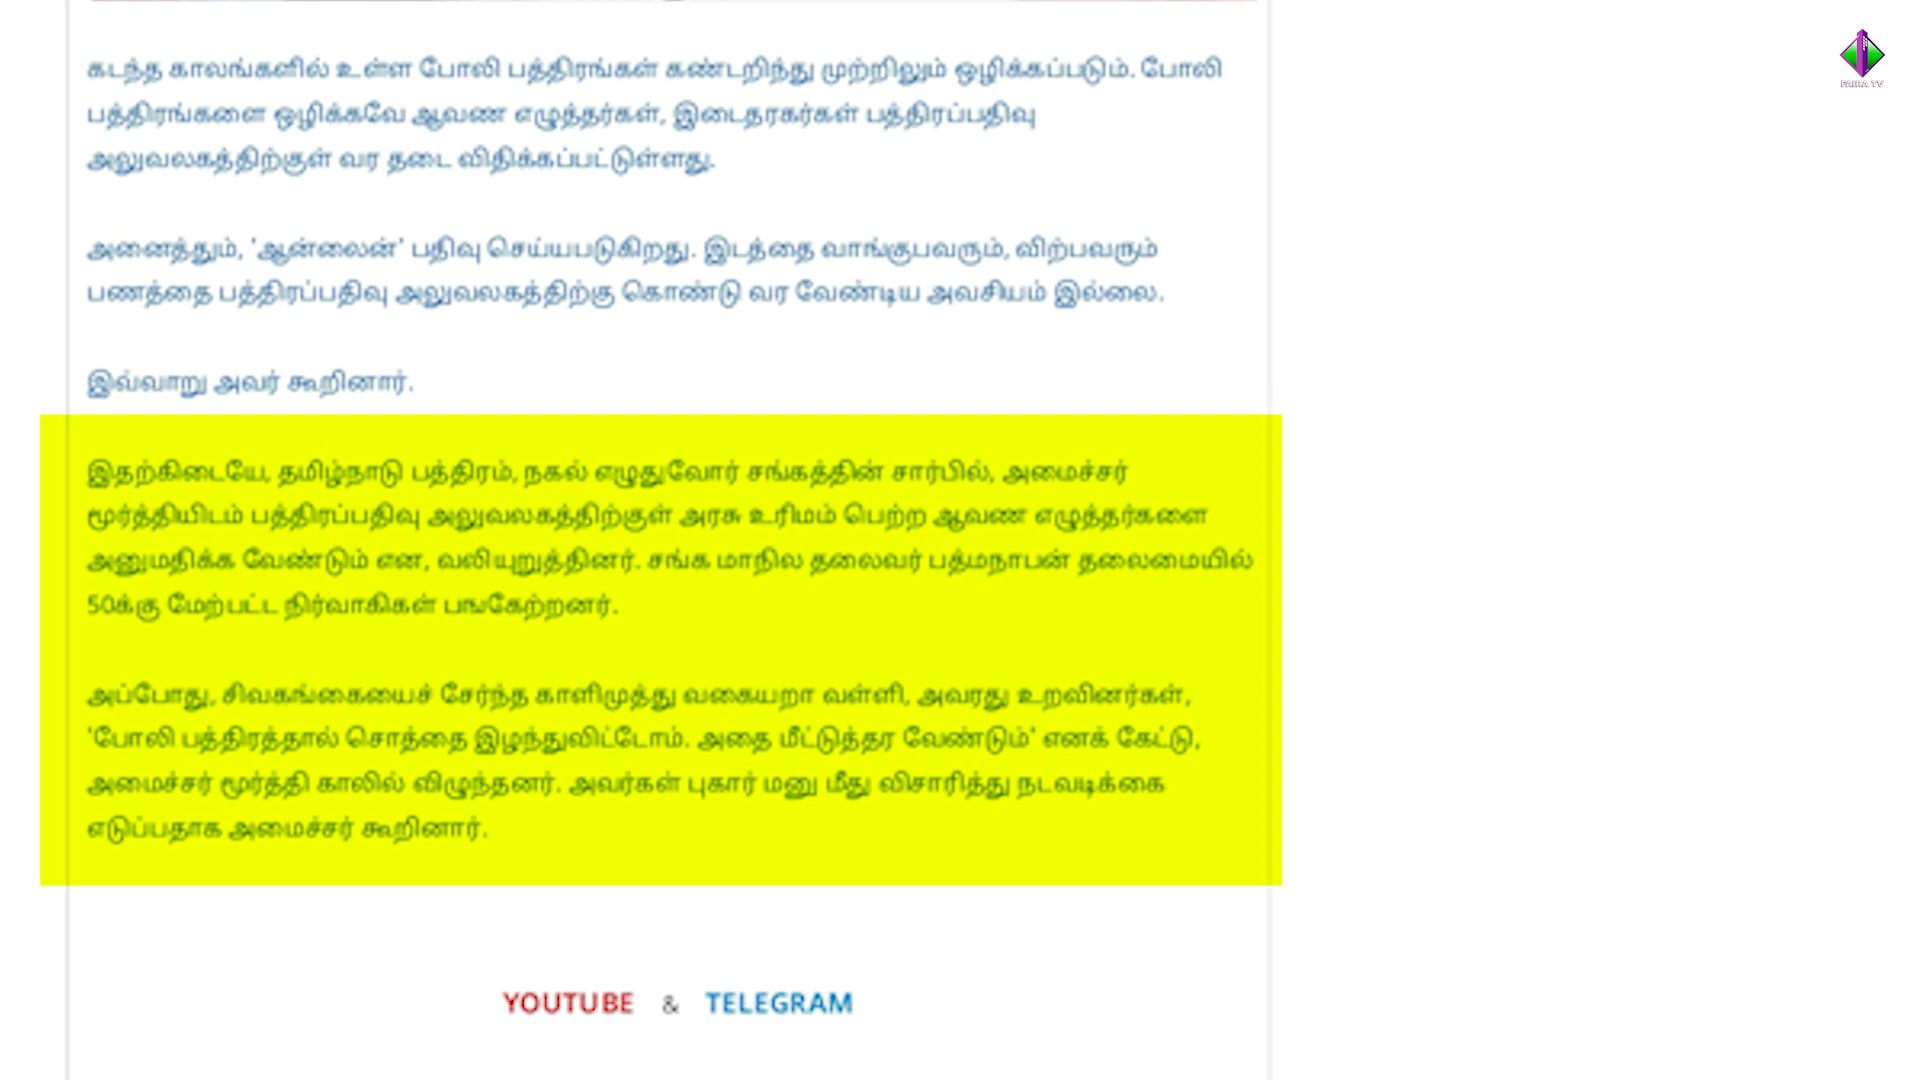 கடந்த காலங்களில் உள்ள போலி பத்திரங்கள் கண்டறிந்து முற்றிலும் ஒழிக்கப்படும். போலி
பத்திரங்களை ஒழிக்கவே ஆவண எழுத்தர்கள், இடைதரகர்கள் பத்திரப்பதிவு
அலுவலகத்திற்குள் வர தடை விதிக்கப்பட்டுள்ளது.
அனைத்தும், 'ஆன்லைன்' பதிவு செய்யபடுகிறது. இடத்தை வாங்குபவரும், விற்பவரும்
பணத்தை பத்திரப்பதிவு அலுவலகத்திற்கு கொண்டு வர வேண்டிய அவசியம் இல்லை.
இவ்வாறு அவர் கூறினார்.
இதற்கிடையே, தமிழ்நாடு பத்திரம், நகல் எழுதுவோர் சங்கத்தின் சார்பில், அமைச்சர்
மூர்த்தியிடம் பத்திரப்பதிவு அலுவலகத்திற்குள் அரசு உரிமம் பெற்ற ஆவண எழுத்தர்களை
அனுமதிக்க வேண்டும் என, வலியுறுத்தினர். சங்க மாநில தலைவர் பத்மநாபன் தலைமையில்
50க்கு மேற்பட்ட நிர்வாகிகள் பஙகேற்றனர்.
அப்போது, சிவகங்கையைச் சேர்ந்த காளிமுத்து வகையறா வள்ளி, அவரது உறவினர்கள்,
'போலி பத்திரத்தால் சொத்தை இழந்துவிட்டோம். அதை மீட்டுத்தர வேண்டும்' எனக் கேட்டு,
அமைச்சர் மூர்த்தி காலில் விழுந்தனர். அவர்கள் புகார் மனு மீது விசாரித்து நடவடிக்கை
எடுப்பதாக அமைச்சர் கூறினார்.
YOUTUBE & TELEGRAM
FAIRA TV